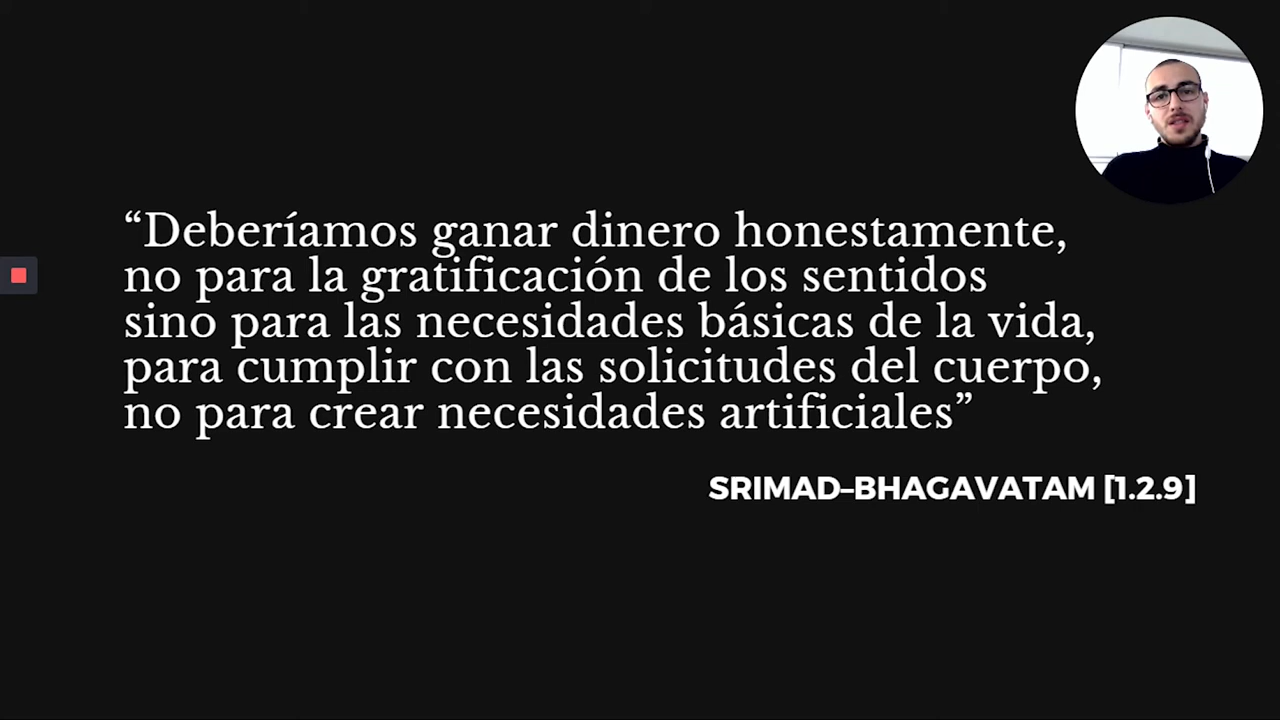 “Deberíamos ganar dinero honestamente,
no para la gratificación de los sentidos
sino para las necesidades básicas de la vida,
para cumplir con las solicitudes del cuerpo,
no para crear necesidades artificiales”
SRIMAD–BHAGAVATAM [1.2.9]